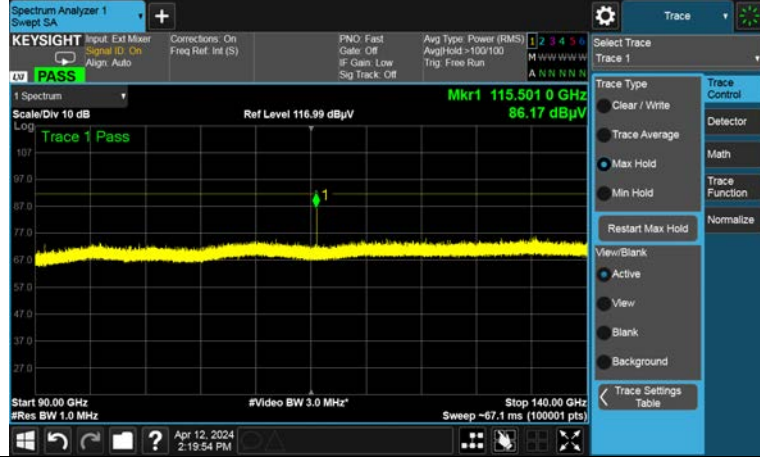 Spectrum Analyzer 1
Swept SA
+
KEYSIGHT
Input: Ext Mixer
Signal ID: On
Align: Auto
Corrections: On
Freq Ref: Int (S)
PNO: Fast
Gate: Off
IF Gain: Low
Sig Track: Off
Avg Type: Power (RMS)
Avg|Hold:>100/100
Trig: Free Run
1 2 3 4 5 6
M W W W W W
A N N N N N
LXI PASS
1 Spectrum
Scale/Div 10 dB
Ref Level 116.99 dBµV
Mkr1 115.501 0 GHz
86.17 dBµV
Log
Trace 1 Pass
107
97.0
87.0
77.0
67.0
57.0
47.0
37.0
27.0
1
Start 90.00 GHz
#Res BW 1.0 MHz
#Video BW 3.0 MHz*
Stop 140.00 GHz
Sweep ~67.1 ms (100001 pts)
?
Apr 12, 2024
2:19:54 PM
Trace
Select Trace
Trace 1
Trace Type
Clear / Write
Trace Average
Max Hold
Min Hold
Restart Max Hold
View/Blank
Active
View
Blank
Background
Trace Settings
Table
Trace
Control
Detector
Math
Trace
Function
Normalize